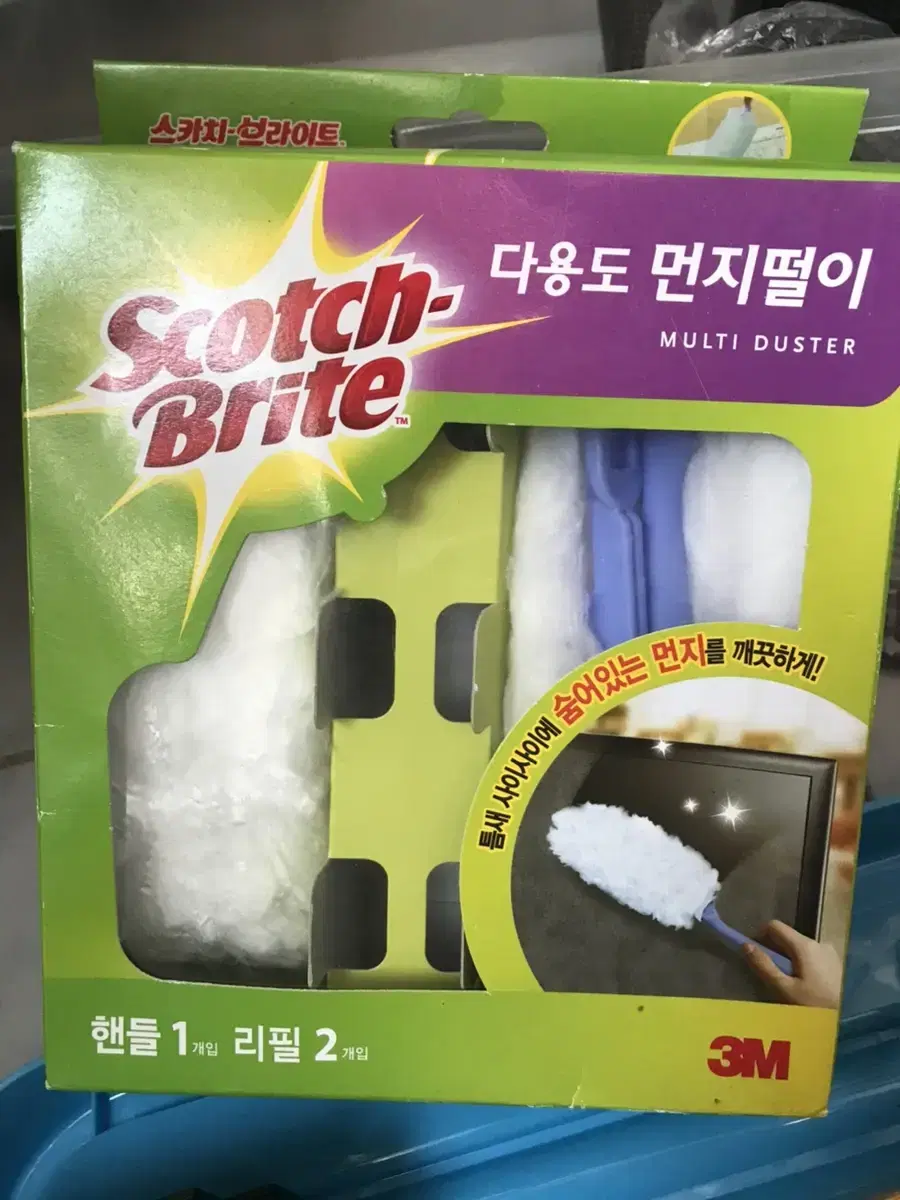 스카치-브라이트
Scotch-
Brite™
다용도 먼지떨이
MULTI DUSTER
틈새 사이사이에 숨어있는 먼지를 깨끗하게!
핸들 1개입 리필 2개입
3M